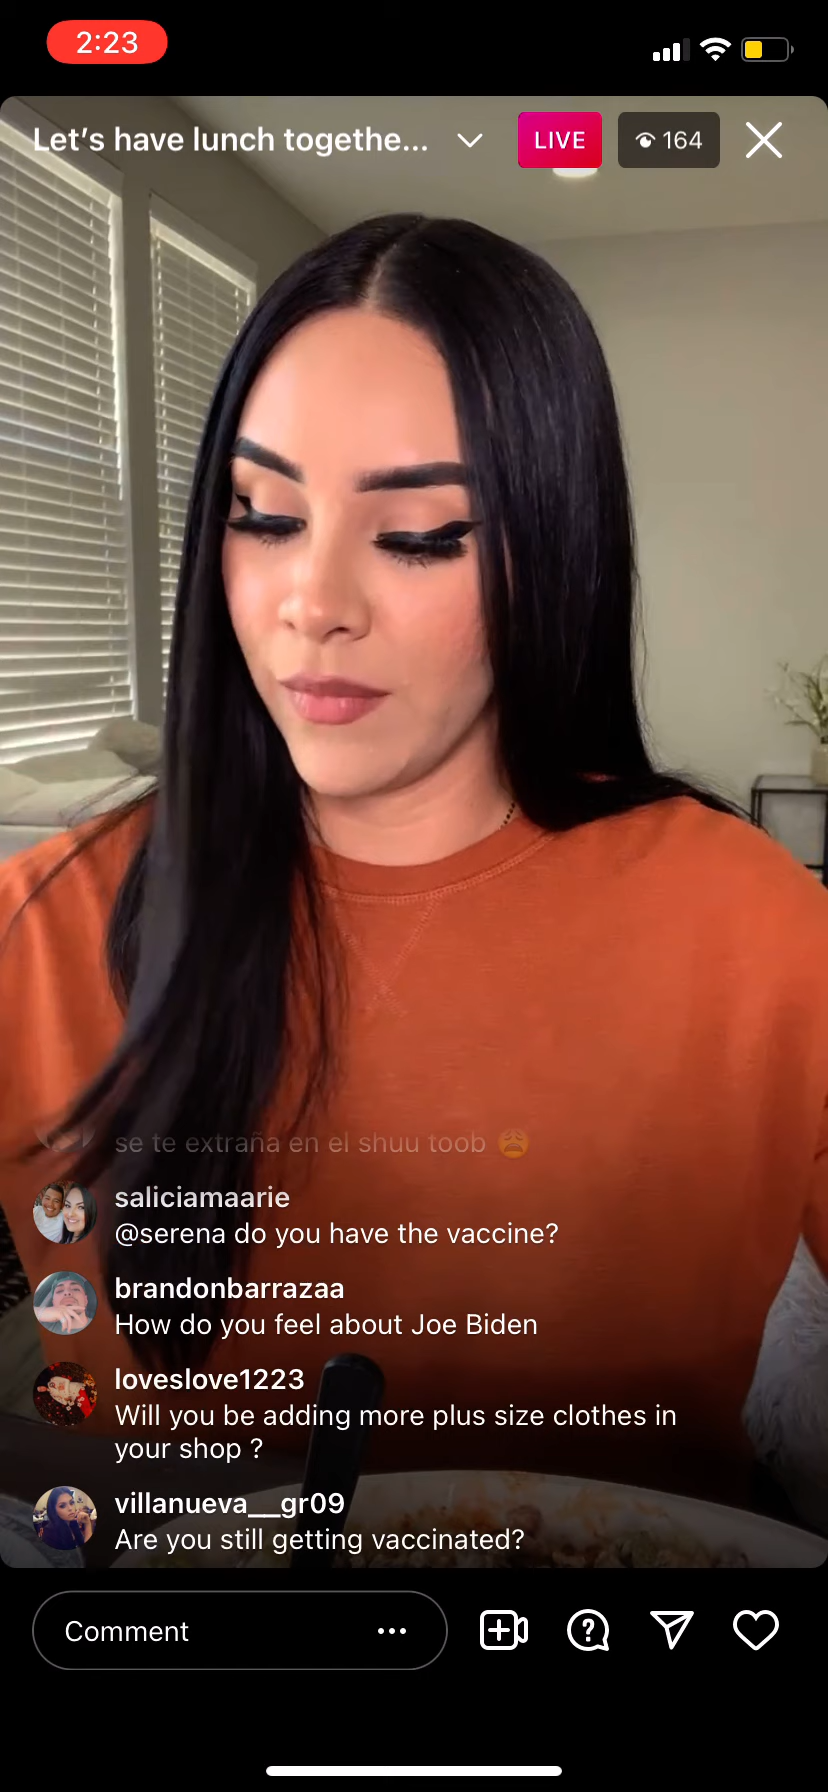 2:23
Let's have lunch togethe...
LIVE
164
se te extraña en el shuu toob 😩
saliciamaarie
@serena do you have the vaccine?
brandonbarrazaa
How do you feel about Joe Biden
loveslove1223
Will you be adding more plus size clothes in
your shop ?
villanueva__gr09
Are you still getting vaccinated?
Comment